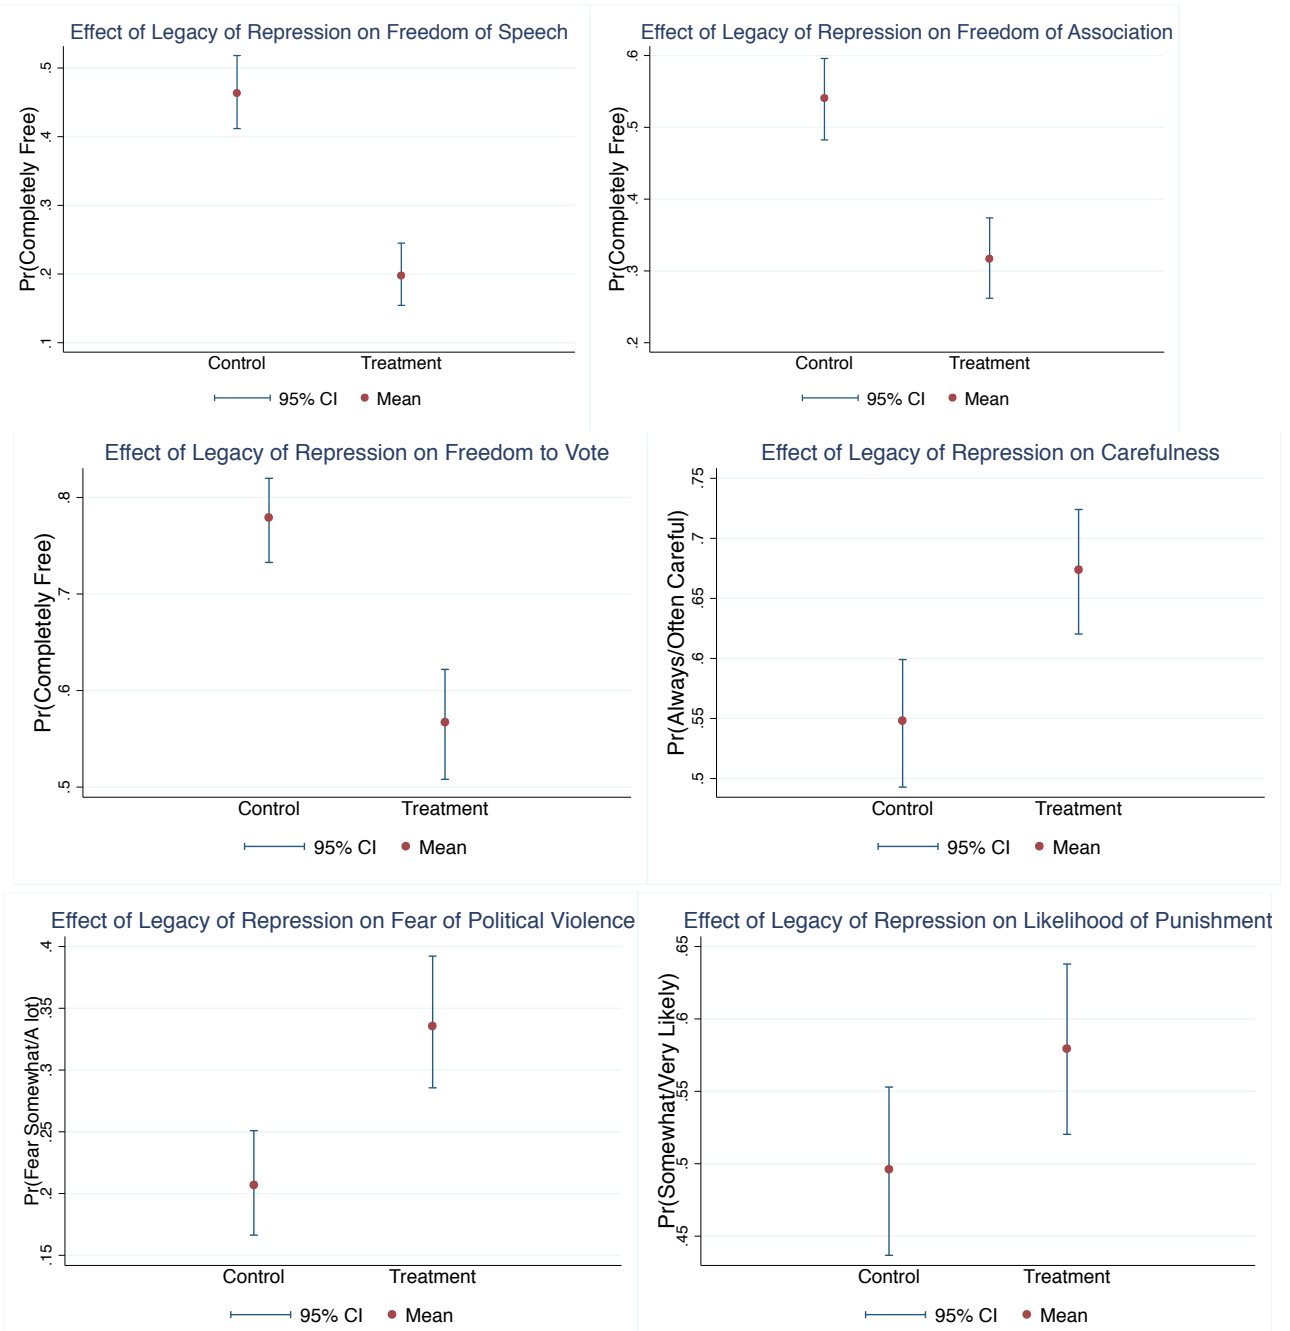 Effect of Legacy of Repression on Freedom of Speech
Pr(Completely Free)
.5
.4
.3
.2
.1
Control Treatment
95% CI Mean
Effect of Legacy of Repression on Freedom of Association
Pr(Completely Free)
.6
.5
.4
.3
.2
Control Treatment
95% CI Mean
Effect of Legacy of Repression on Freedom to Vote
Pr(Completely Free)
.8
.7
.6
.5
Control Treatment
95% CI Mean
Effect of Legacy of Repression on Carefulness
Pr(Always/Often Careful)
.75
.7
.65
.6
.55
.5
Control Treatment
95% CI Mean
Effect of Legacy of Repression on Fear of Political Violence
Pr(Fear Somewhat/A lot)
.4
.35
.3
.25
.2
.15
Control Treatment
95% CI Mean
Effect of Legacy of Repression on Likelihood of Punishment
Pr(Somewhat/Very Likely)
.65
.6
.55
.5
.45
Control Treatment
95% CI Mean